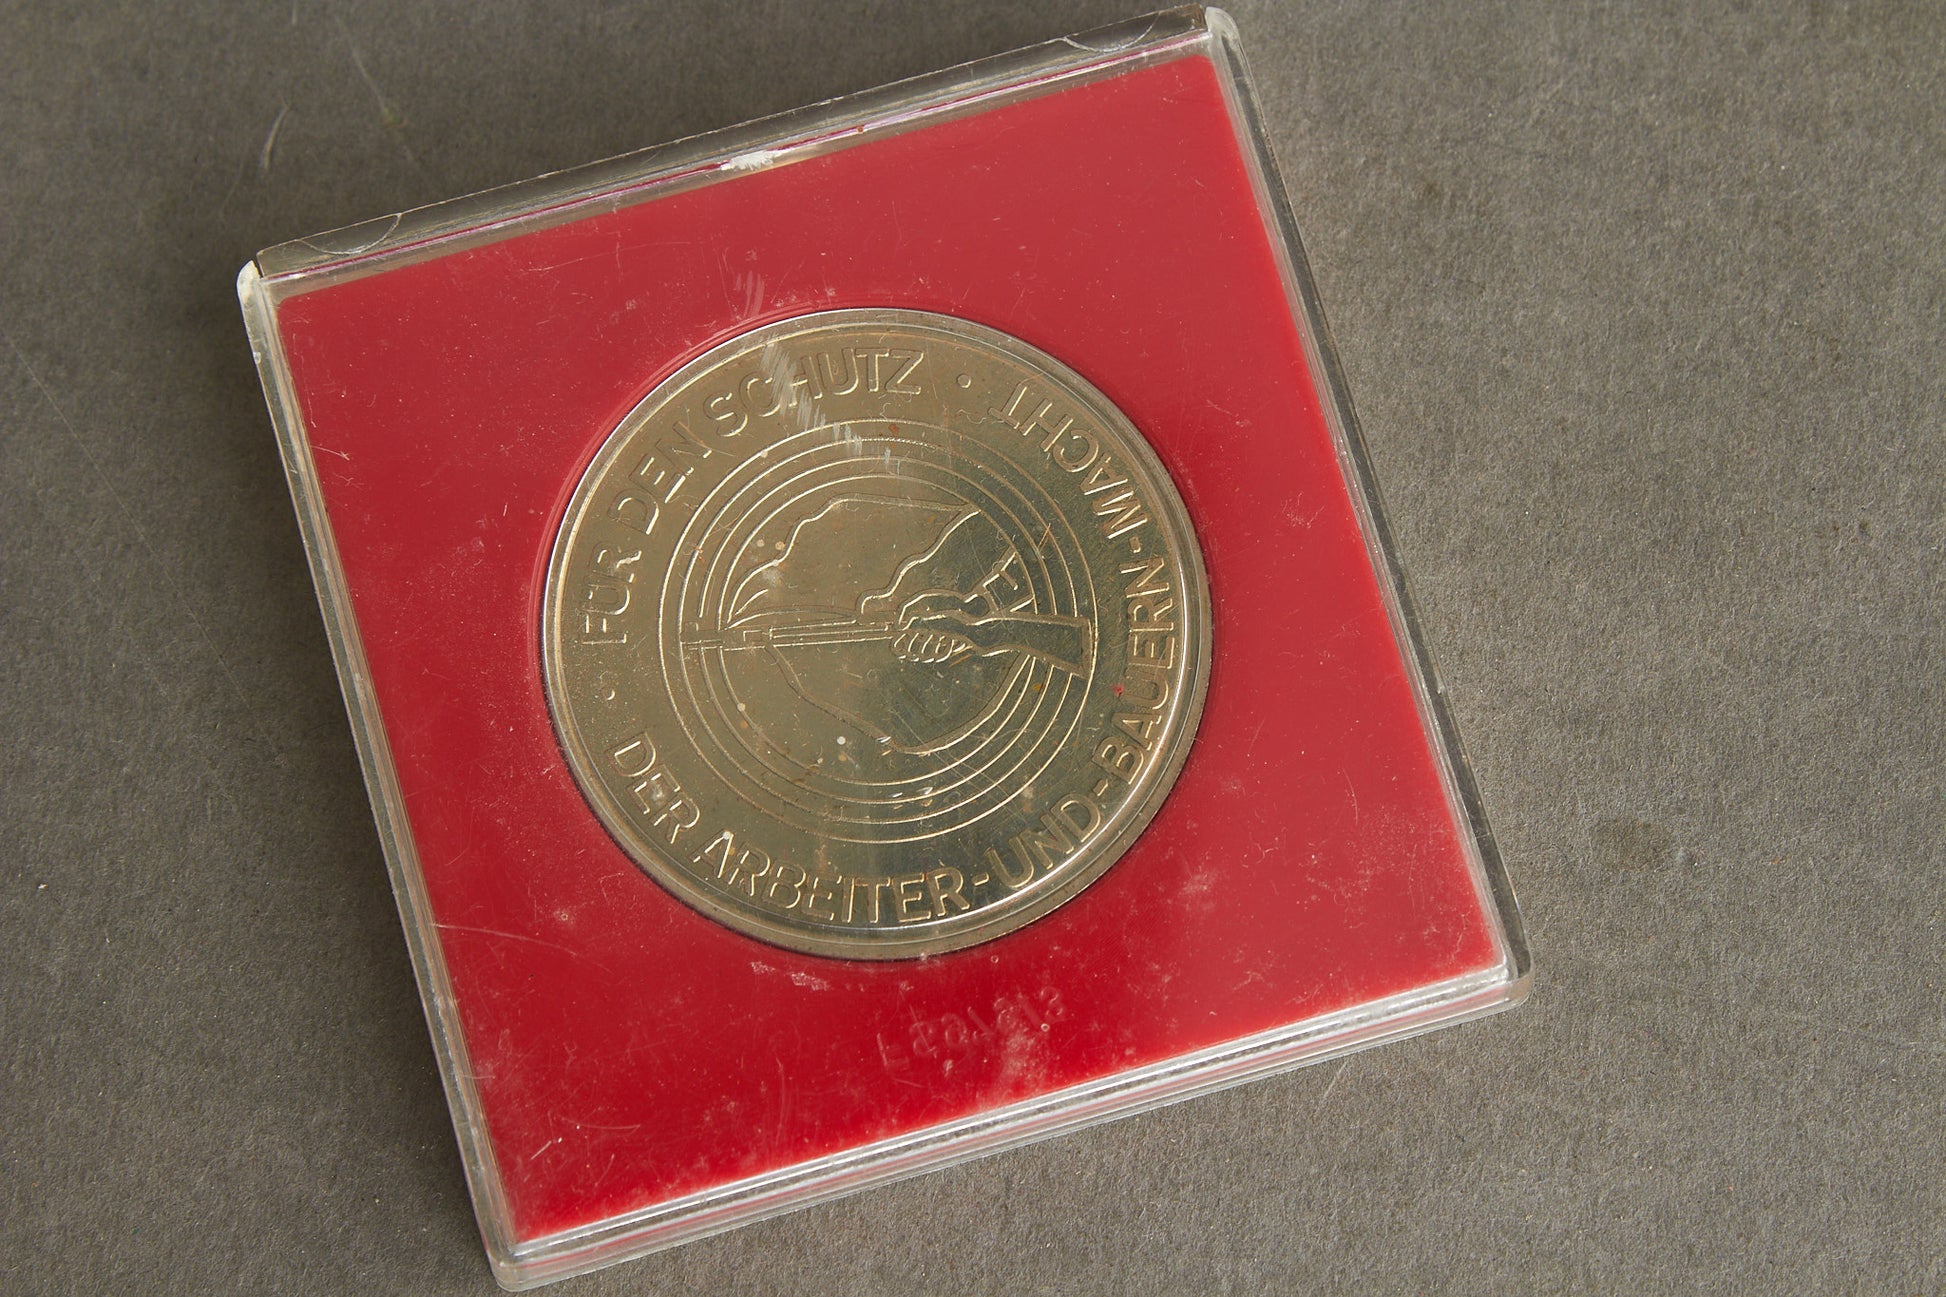 FÜR DEN SCHUTZ
DER ARBEITER-UND-BAUERN-MACHT